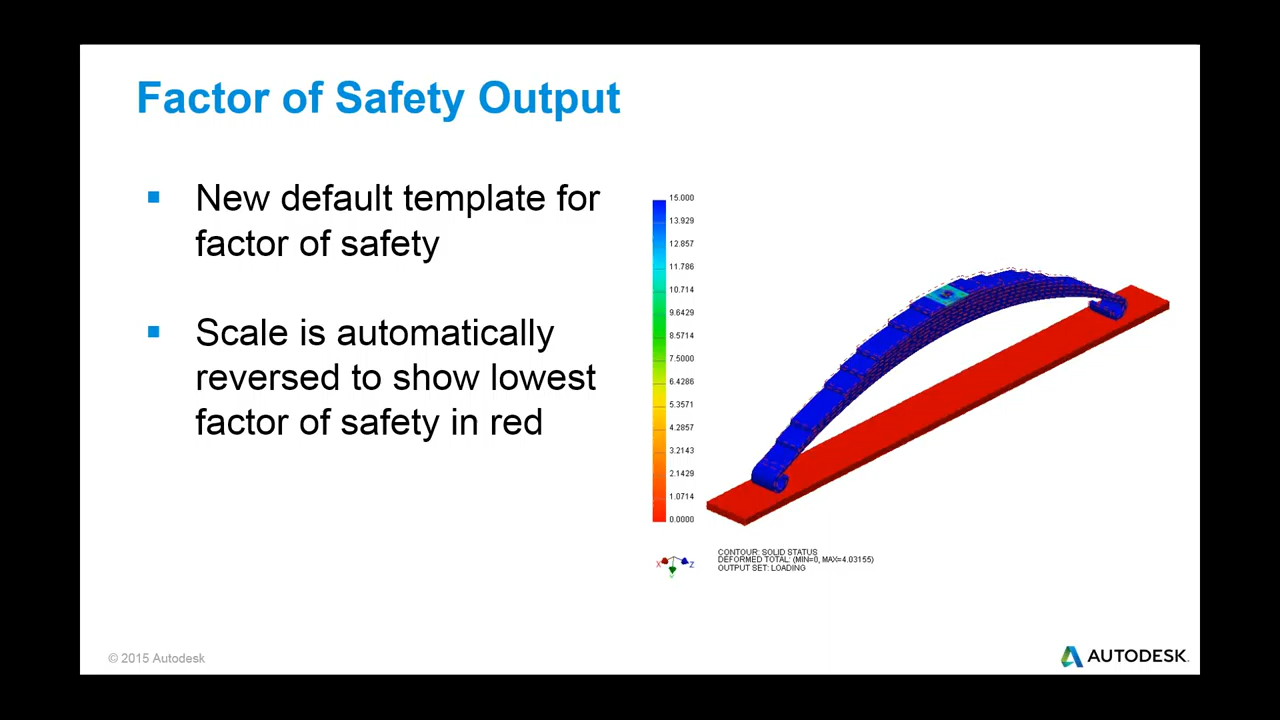 Factor of Safety Output
New default template for
factor of safety
Scale is automatically
reversed to show lowest
factor of safety in red
15.000
13.929
12.857
11.786
10.714
9.6429
8.5714
7.5000
6.4286
5.3571
4.2857
3.2143
2.1429
1.0714
0.0000
X Z
Y
CONTOUR: SOLID STATUS
DEFORMED TOTAL: (MIN=0, MAX=4.03155)
OUTPUT SET: LOADING
© 2015 Autodesk
AUTODESK.